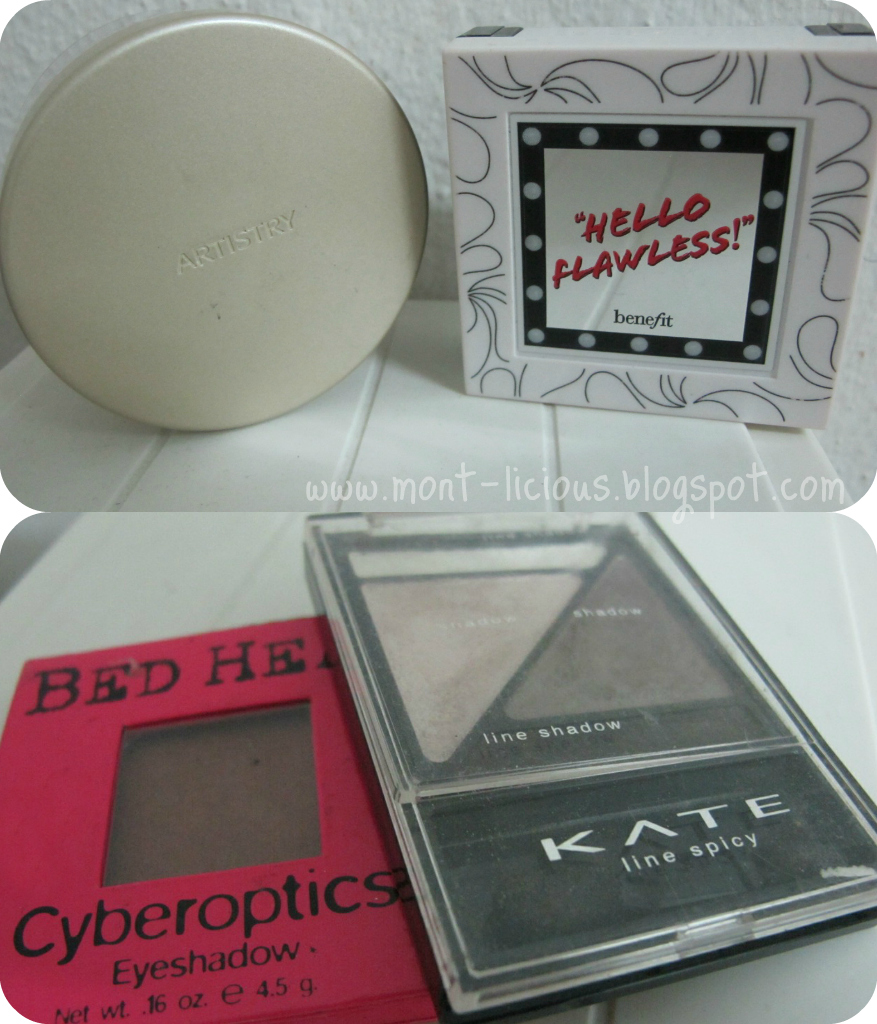 ARTISTRY
"HELLO
FLAWLESS!"
benefit
www.mont-licious.blogspot.com
BED HE
Cyberoptics
Eyeshadow.
Net wt. .16 oz. e 4.5 g.
shadow
shadow
line shadow
KATE
line spicy